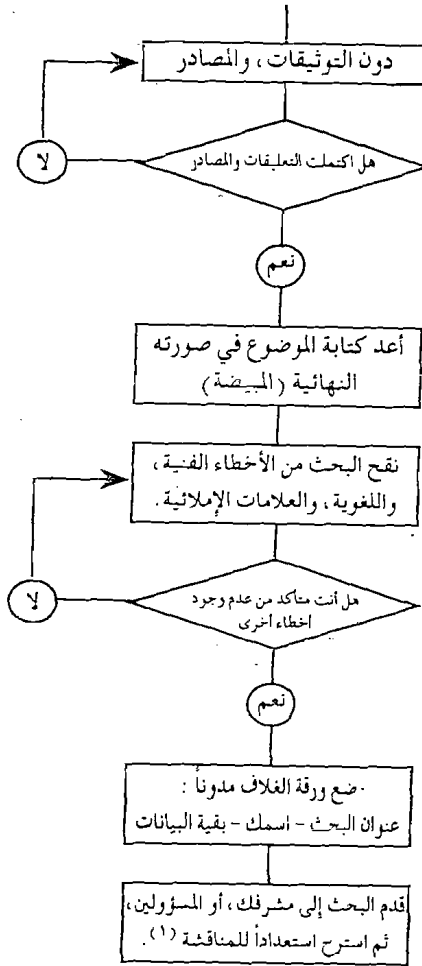 دون التوثيقات، والمصادر
هل اكتملت التعليقات والمصادر
لا
نعم
أعد كتابة الموضوع في صورته
النهائية (المبيضة)
نقح البحث من الأخطاء الفنية،
واللغوية، والعلامات الإملائية.
هل أنت متأكد من عدم وجود
اخطاء أخرى
لا
نعم
ضع ورقة الغلاف مدوناً :
عنوان البحث - اسمك - بقية البيانات
قدم البحث إلى مشرفك، أو المسؤولين،
ثم استرح استعداداً للمناقشة (١).